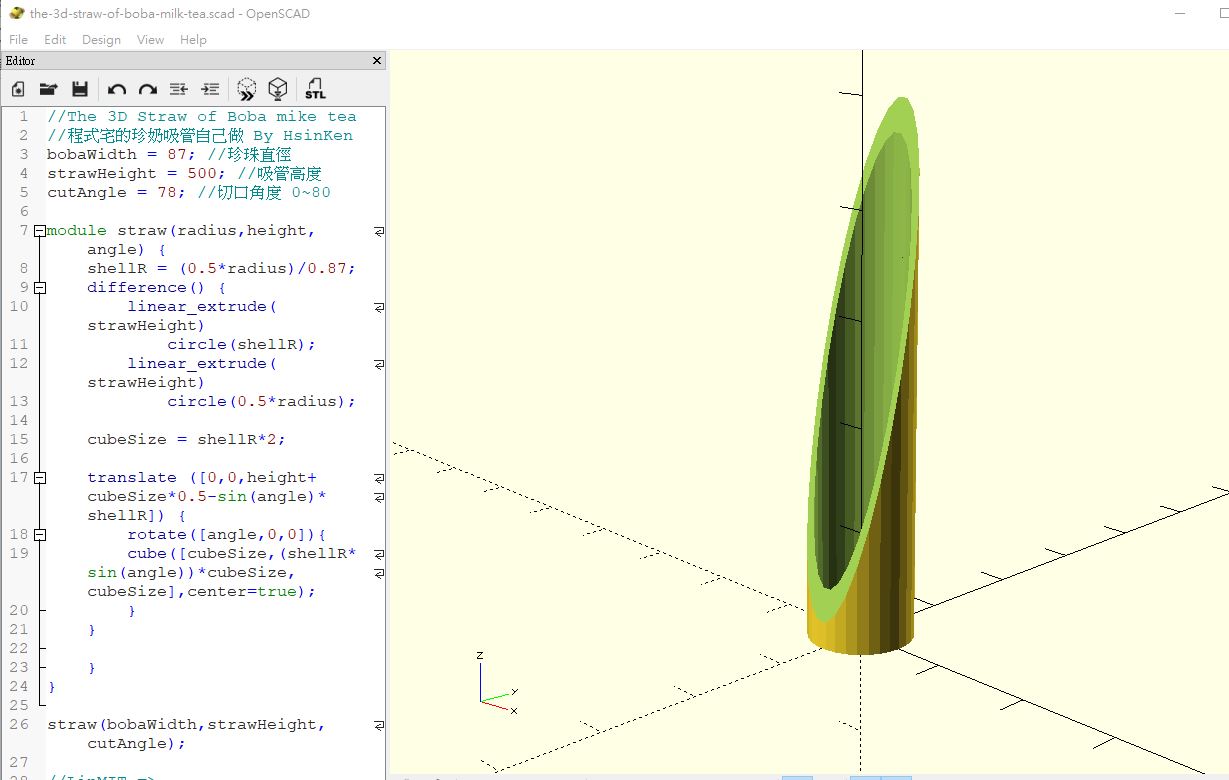 the-3d-straw-of-boba-milk-tea.scad - OpenSCAD
File Edit Design View Help
Editor
STL
1 //The 3D Straw of Boba mike tea
2 //程式宅的珍奶吸管自己做 By HsinKen
3 bobaWidth = 87; //珍珠直徑
4 strawHeight = 500; //吸管高度
5 cutAngle = 78; //切口角度 0~80
6
7 module straw(radius,height,
angle) {
8 shellR = (0.5*radius)/0.87;
9 difference() {
10 linear_extrude(
strawHeight)
11 circle(shellR);
12 linear_extrude(
strawHeight)
13 circle(0.5*radius);
14
15 cubeSize = shellR*2;
16
17 translate ([0,0,height+
cubeSize*0.5-sin(angle)*
shellR]) {
18 rotate([angle,0,0]){
19 cube([cubeSize,(shellR*
sin(angle))*cubeSize,
cubeSize],center=true);
20 }
21 }
22
23 }
24 }
25
26 straw(bobaWidth,strawHeight,
cutAngle);
27
z
y
x